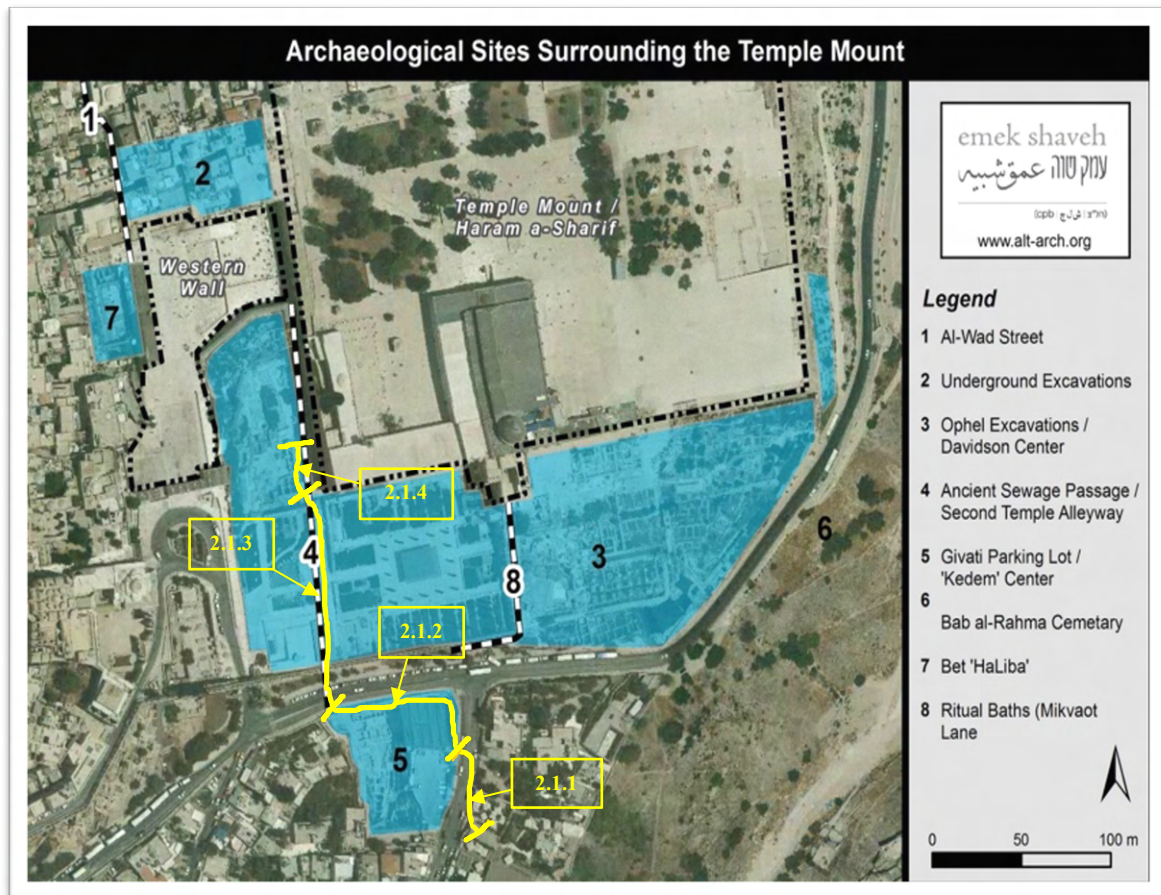 Archaeological Sites Surrounding the Temple Mount
1
2
Temple Mount /
Haram a-Sharif
Western
Wall
7
2.1.4
2.1.3
4
3
6
8
2.1.2
5
2.1.1
emek shaveh
עמק שוה عمق شبيه
www.alt-arch.org
Legend
1 Al-Wad Street
2 Underground Excavations
3 Ophel Excavations /
Davidson Center
4 Ancient Sewage Passage /
Second Temple Alleyway
5 Givati Parking Lot /
'Kedem' Center
6
Bab al-Rahma Cemetary
7 Bet 'HaLiba'
8 Ritual Baths (Mikvaot
Lane
0 50 100 m